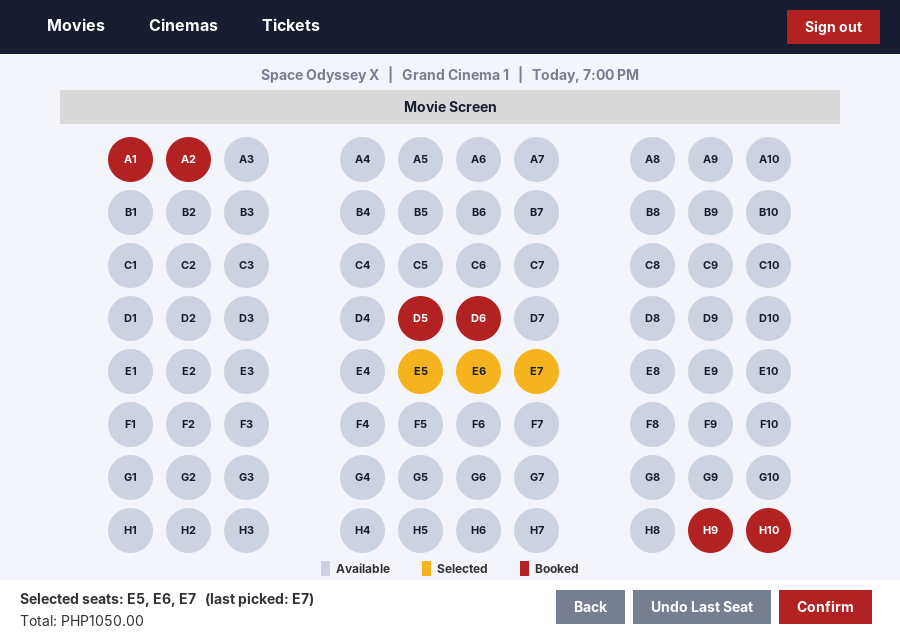 Movies Cinemas Tickets Sign out
Space Odyssey X | Grand Cinema 1 | Today, 7:00 PM
Movie Screen
A1 A2 A3 A4 A5 A6 A7 A8 A9 A10
B1 B2 B3 B4 B5 B6 B7 B8 B9 B10
C1 C2 C3 C4 C5 C6 C7 C8 C9 C10
D1 D2 D3 D4 D5 D6 D7 D8 D9 D10
E1 E2 E3 E4 E5 E6 E7 E8 E9 E10
F1 F2 F3 F4 F5 F6 F7 F8 F9 F10
G1 G2 G3 G4 G5 G6 G7 G8 G9 G10
H1 H2 H3 H4 H5 H6 H7 H8 H9 H10
Available Selected Booked
Selected seats: E5, E6, E7 (last picked: E7)
Total: PHP1050.00
Back Undo Last Seat Confirm